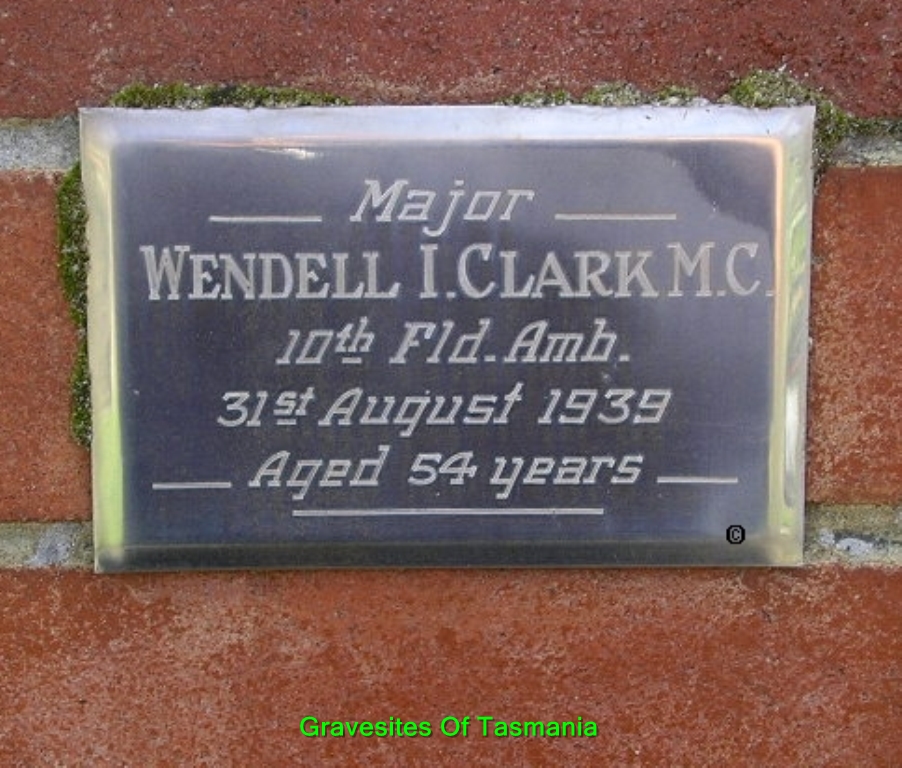 Major
WENDELL I. CLARK M.C.
10th Fld. Amb.
31st August 1939
Aged 54 years
©
Gravesites Of Tasmania